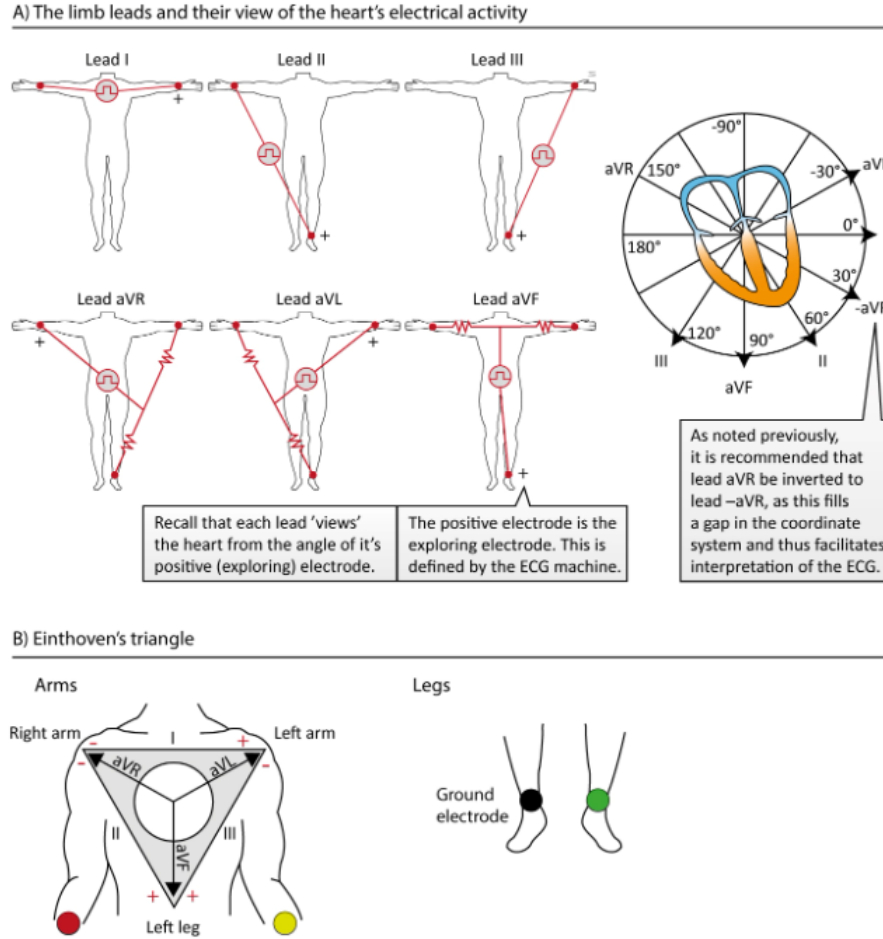 A) The limb leads and their view of the heart's electrical activity
Lead I
Lead II
Lead III
+
+
+
Lead aVR
Lead aVL
Lead aVF
+
+
+
-90°
aVR
150°
-30°
180°
0°
30°
-aVR
120°
60°
90°
III
II
aVF
Recall that each lead 'views'
the heart from the angle of it's
positive (exploring) electrode.
The positive electrode is the
exploring electrode. This is
defined by the ECG machine.
As noted previously,
it is recommended that
lead aVR be inverted to
lead –aVR, as this fills
a gap in the coordinate
system and thus facilitates
interpretation of the ECG.
B) Einthoven's triangle
Arms
Legs
Right arm
- I +
Left arm
- aVR aVL -
II III
aVF
+ +
Left leg
Ground
electrode